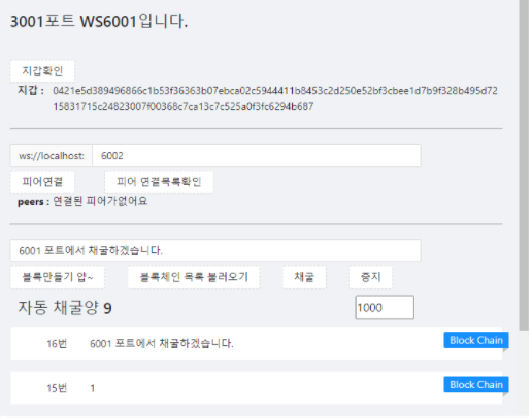 3001포트 WS6001입니다.
지갑확인
지갑 : 0421e5d389496866c1b53f36363b07ebca02c5944411b8453c2d250e52bf3cbee1d7b9f328b495d72
15831715c24823007f00368c7ca13c7c525a0f3fc6294b687
ws://localhost: 6002
피어연결 피어 연결목록확인
peers : 연결된 피어가없어요
6001 포트에서 채굴하겠습니다.
블록만들기 얍~ 블록체인 목록 불러오기 채굴 중지
자동 채굴양 9 1000
16번 6001 포트에서 채굴하겠습니다. Block Chain
15번 1 Block Chain